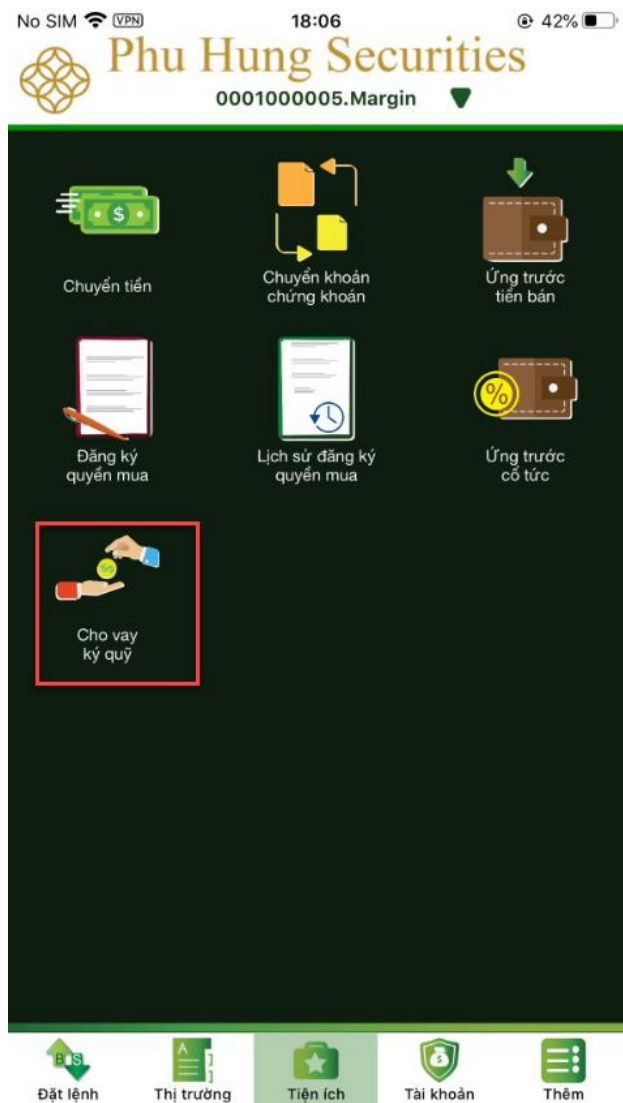 No SIM VPN 18:06 42%
Phu Hung Securities
0001000005.Margin
Chuyển tiền
Chuyển khoản
chứng khoán
Ứng trước
tiền bán
Đăng ký
quyền mua
Lịch sử đăng ký
quyền mua
Ứng trước
cổ tức
Cho vay
ký quỹ
Đặt lệnh
Thị trường
Tiện ích
Tài khoản
Thêm